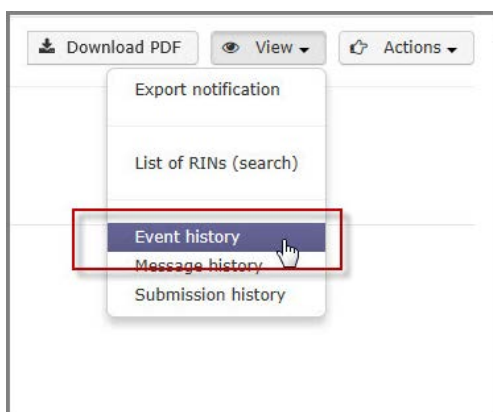 Download PDF View Actions
Export notification
List of RINs (search)
Event history
Message history
Submission history